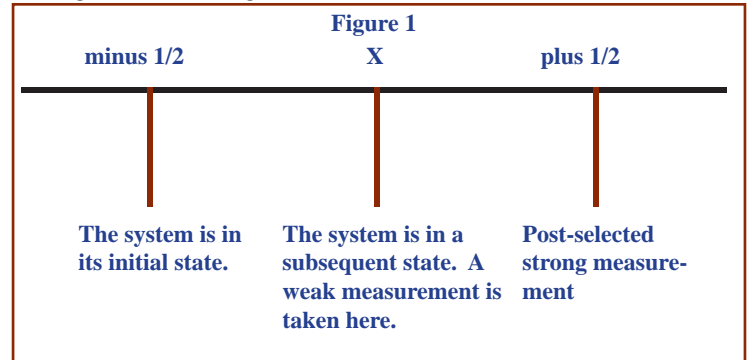 Figure 1
minus 1/2 X plus 1/2
The system is in
its initial state.
The system is in a
subsequent state. A
weak measurement is
taken here.
Post-selected
strong measure-
ment